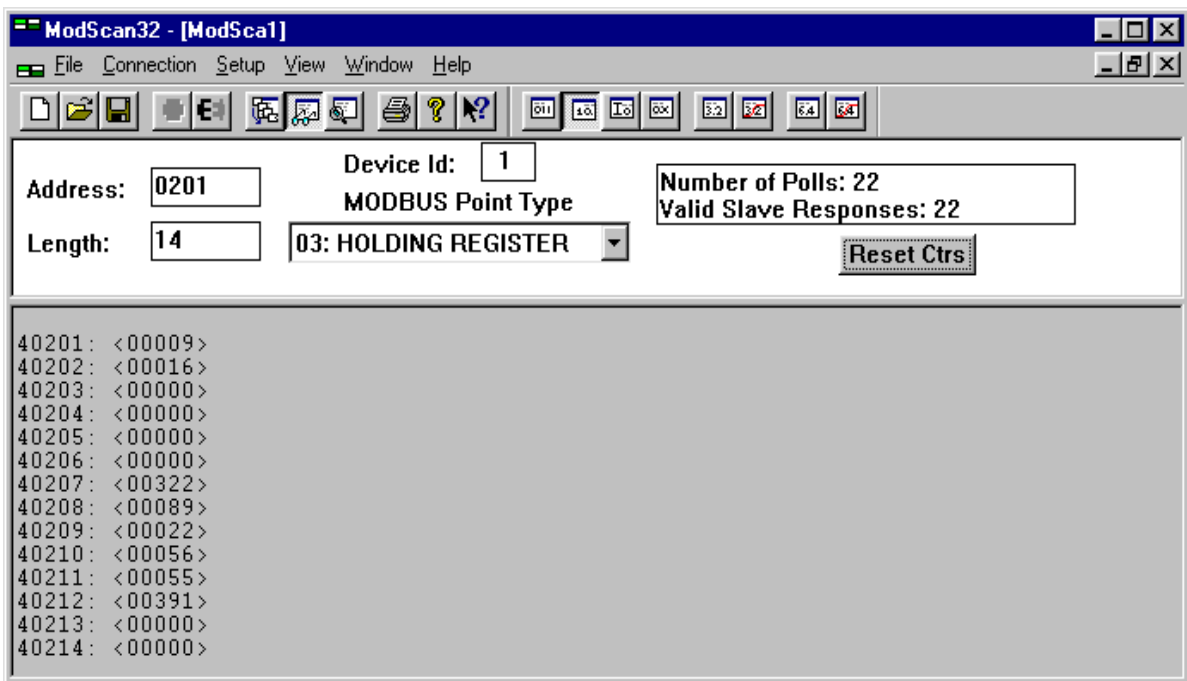 ModScan32 - [ModSca1]
File Connection Setup View Window Help
Address: 0201
Device Id: 1
MODBUS Point Type
Length: 14
03: HOLDING REGISTER
Number of Polls: 22
Valid Slave Responses: 22
Reset Ctrs
40201: <00009>
40202: <00016>
40203: <00000>
40204: <00000>
40205: <00000>
40206: <00000>
40207: <00322>
40208: <00089>
40209: <00022>
40210: <00056>
40211: <00055>
40212: <00391>
40213: <00000>
40214: <00000>